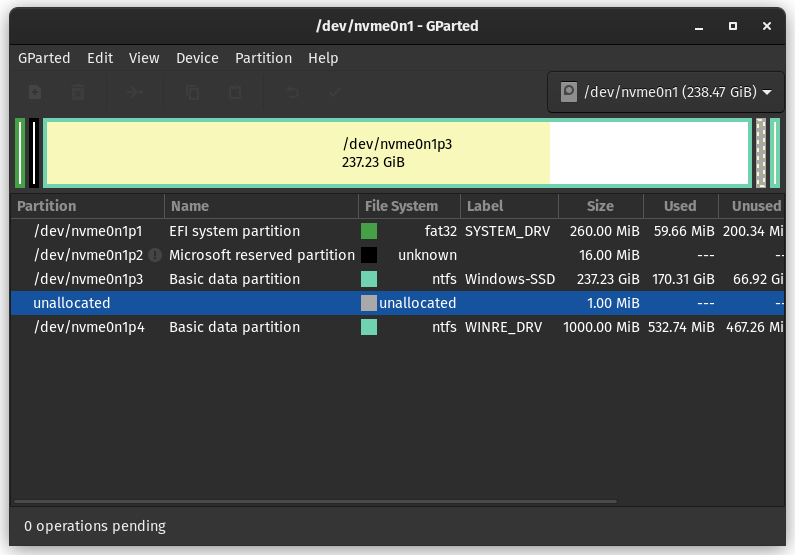 /dev/nvme0n1 - GParted
GParted Edit View Device Partition Help
/dev/nvme0n1 (238.47 GiB)
/dev/nvme0n1p3
237.23 GiB
Partition Name File System Label Size Used Unused
/dev/nvme0n1p1 EFI system partition fat32 SYSTEM_DRV 260.00 MiB 59.66 MiB 200.34 Mi
/dev/nvme0n1p2 Microsoft reserved partition unknown 16.00 MiB --- --
/dev/nvme0n1p3 Basic data partition ntfs Windows-SSD 237.23 GiB 170.31 GiB 66.92 Gi
unallocated unallocated 1.00 MiB --- --
/dev/nvme0n1p4 Basic data partition ntfs WINRE_DRV 1000.00 MiB 532.74 MiB 467.26 Mi
0 operations pending